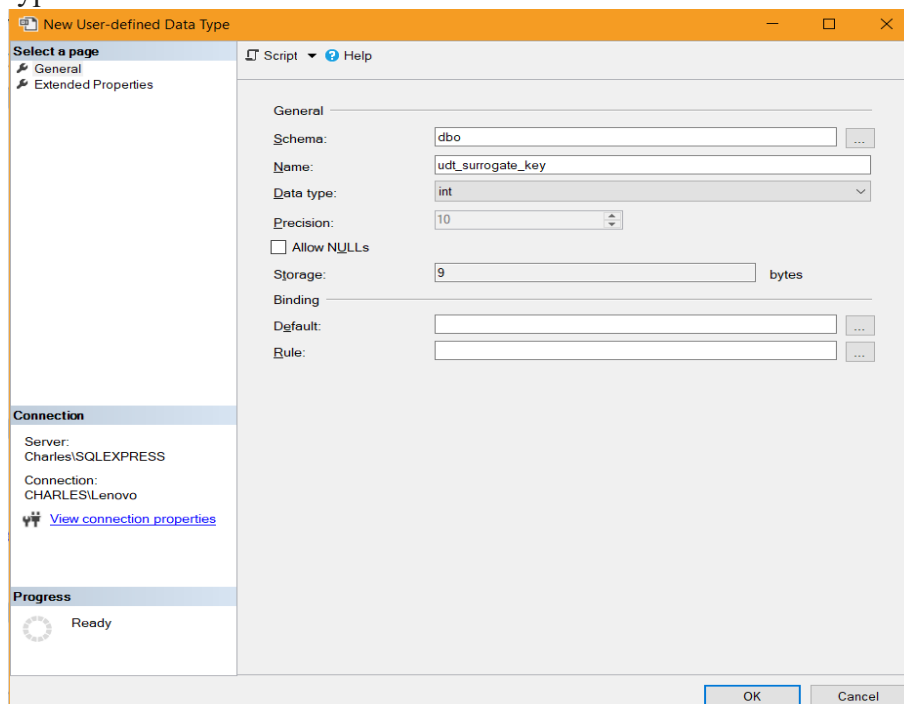 New User-defined Data Type
Select a page
General
Extended Properties
Script Help
General
Schema: dbo ...
Name: udt_surrogate_key
Data type: int
Precision: 10
Allow NULLs
Storage: 9 bytes
Binding
Default: ...
Rule: ...
Connection
Server:
Charles\SQLEXPRESS
Connection:
CHARLES\Lenovo
View connection properties
Progress
Ready
OK Cancel